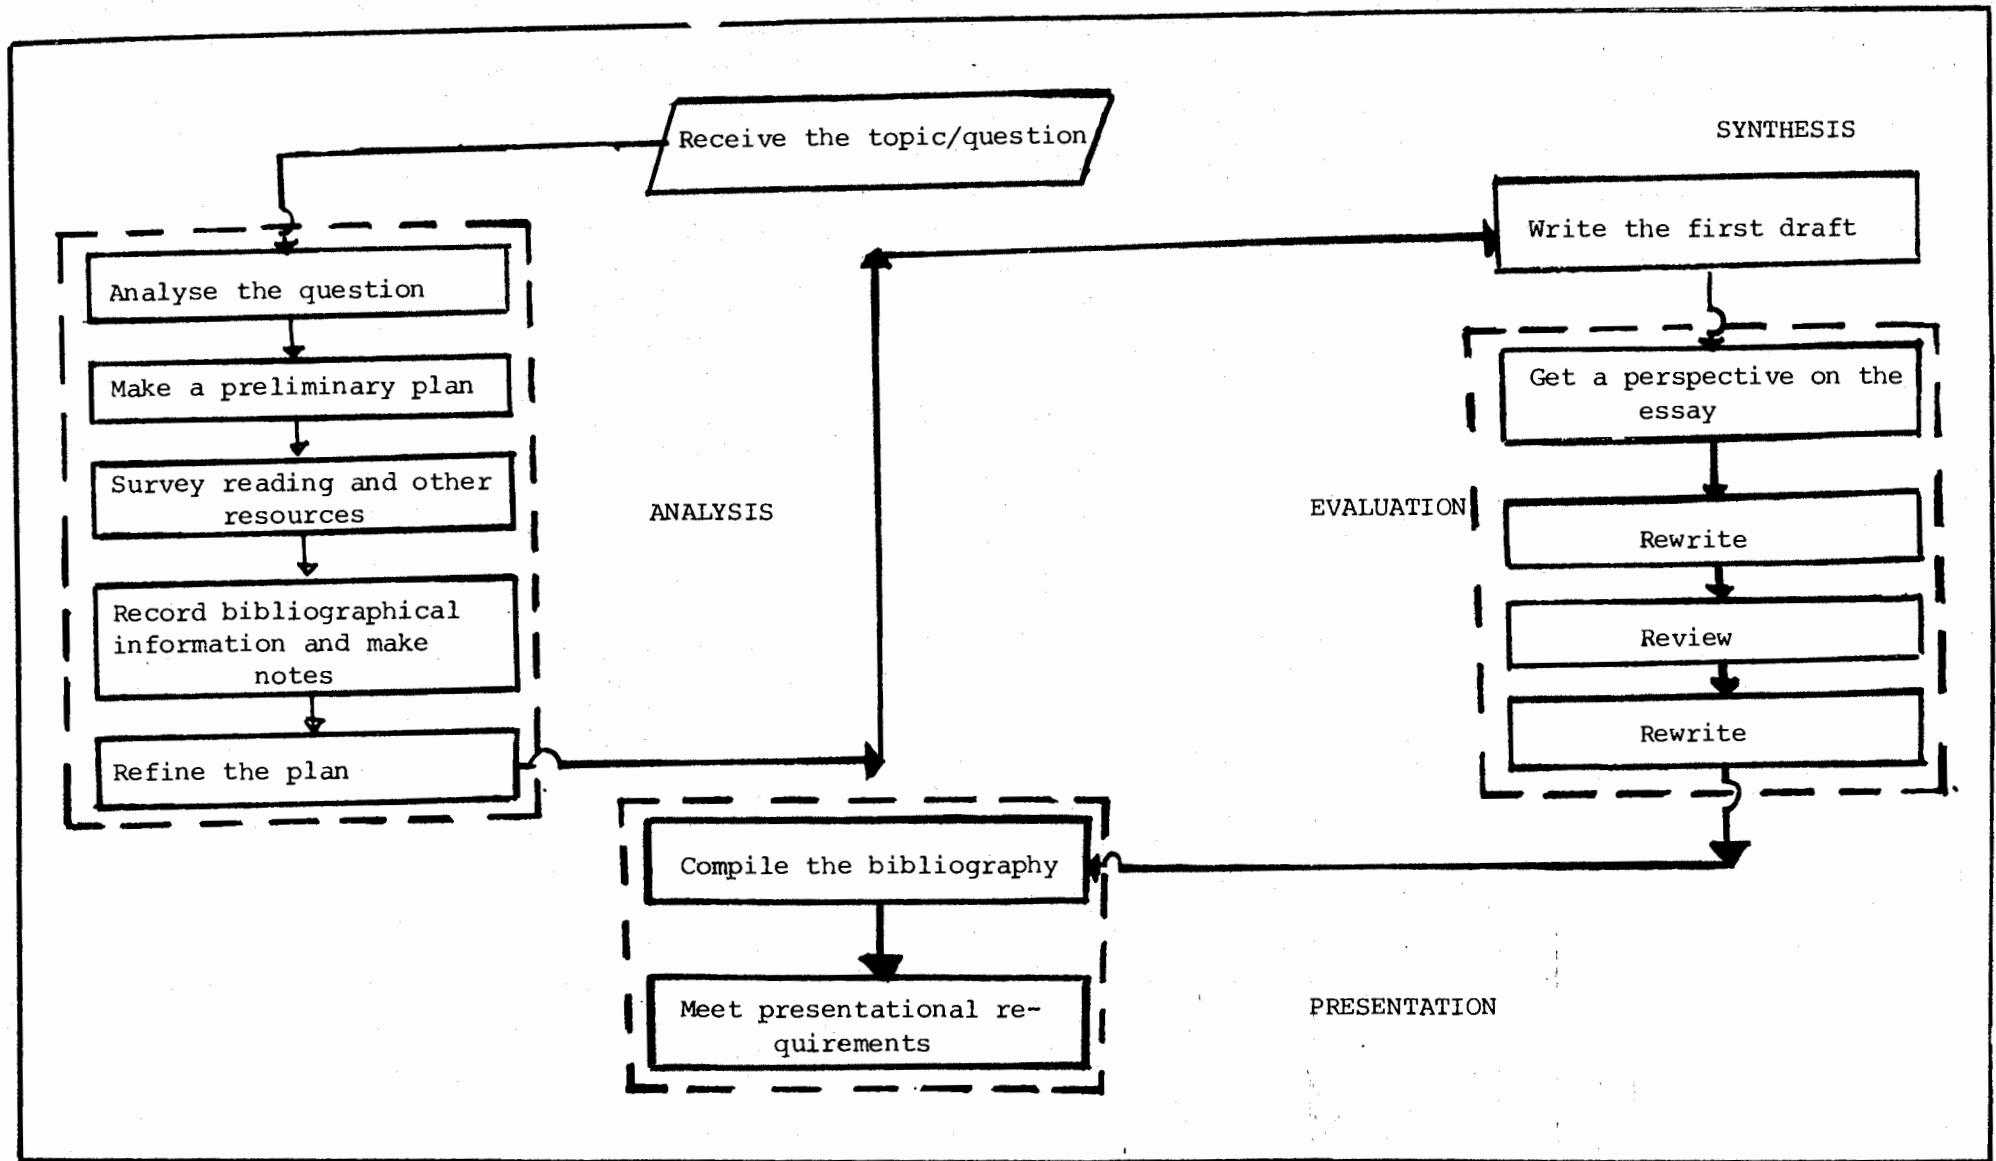 Receive the topic/question
Analyse the question
Make a preliminary plan
Survey reading and other
resources
Record bibliographical
information and make
notes
Refine the plan
ANALYSIS
SYNTHESIS
Write the first draft
EVALUATION
Get a perspective on the
essay
Rewrite
Review
Rewrite
Compile the bibliography
Meet presentational re-
quirements
PRESENTATION